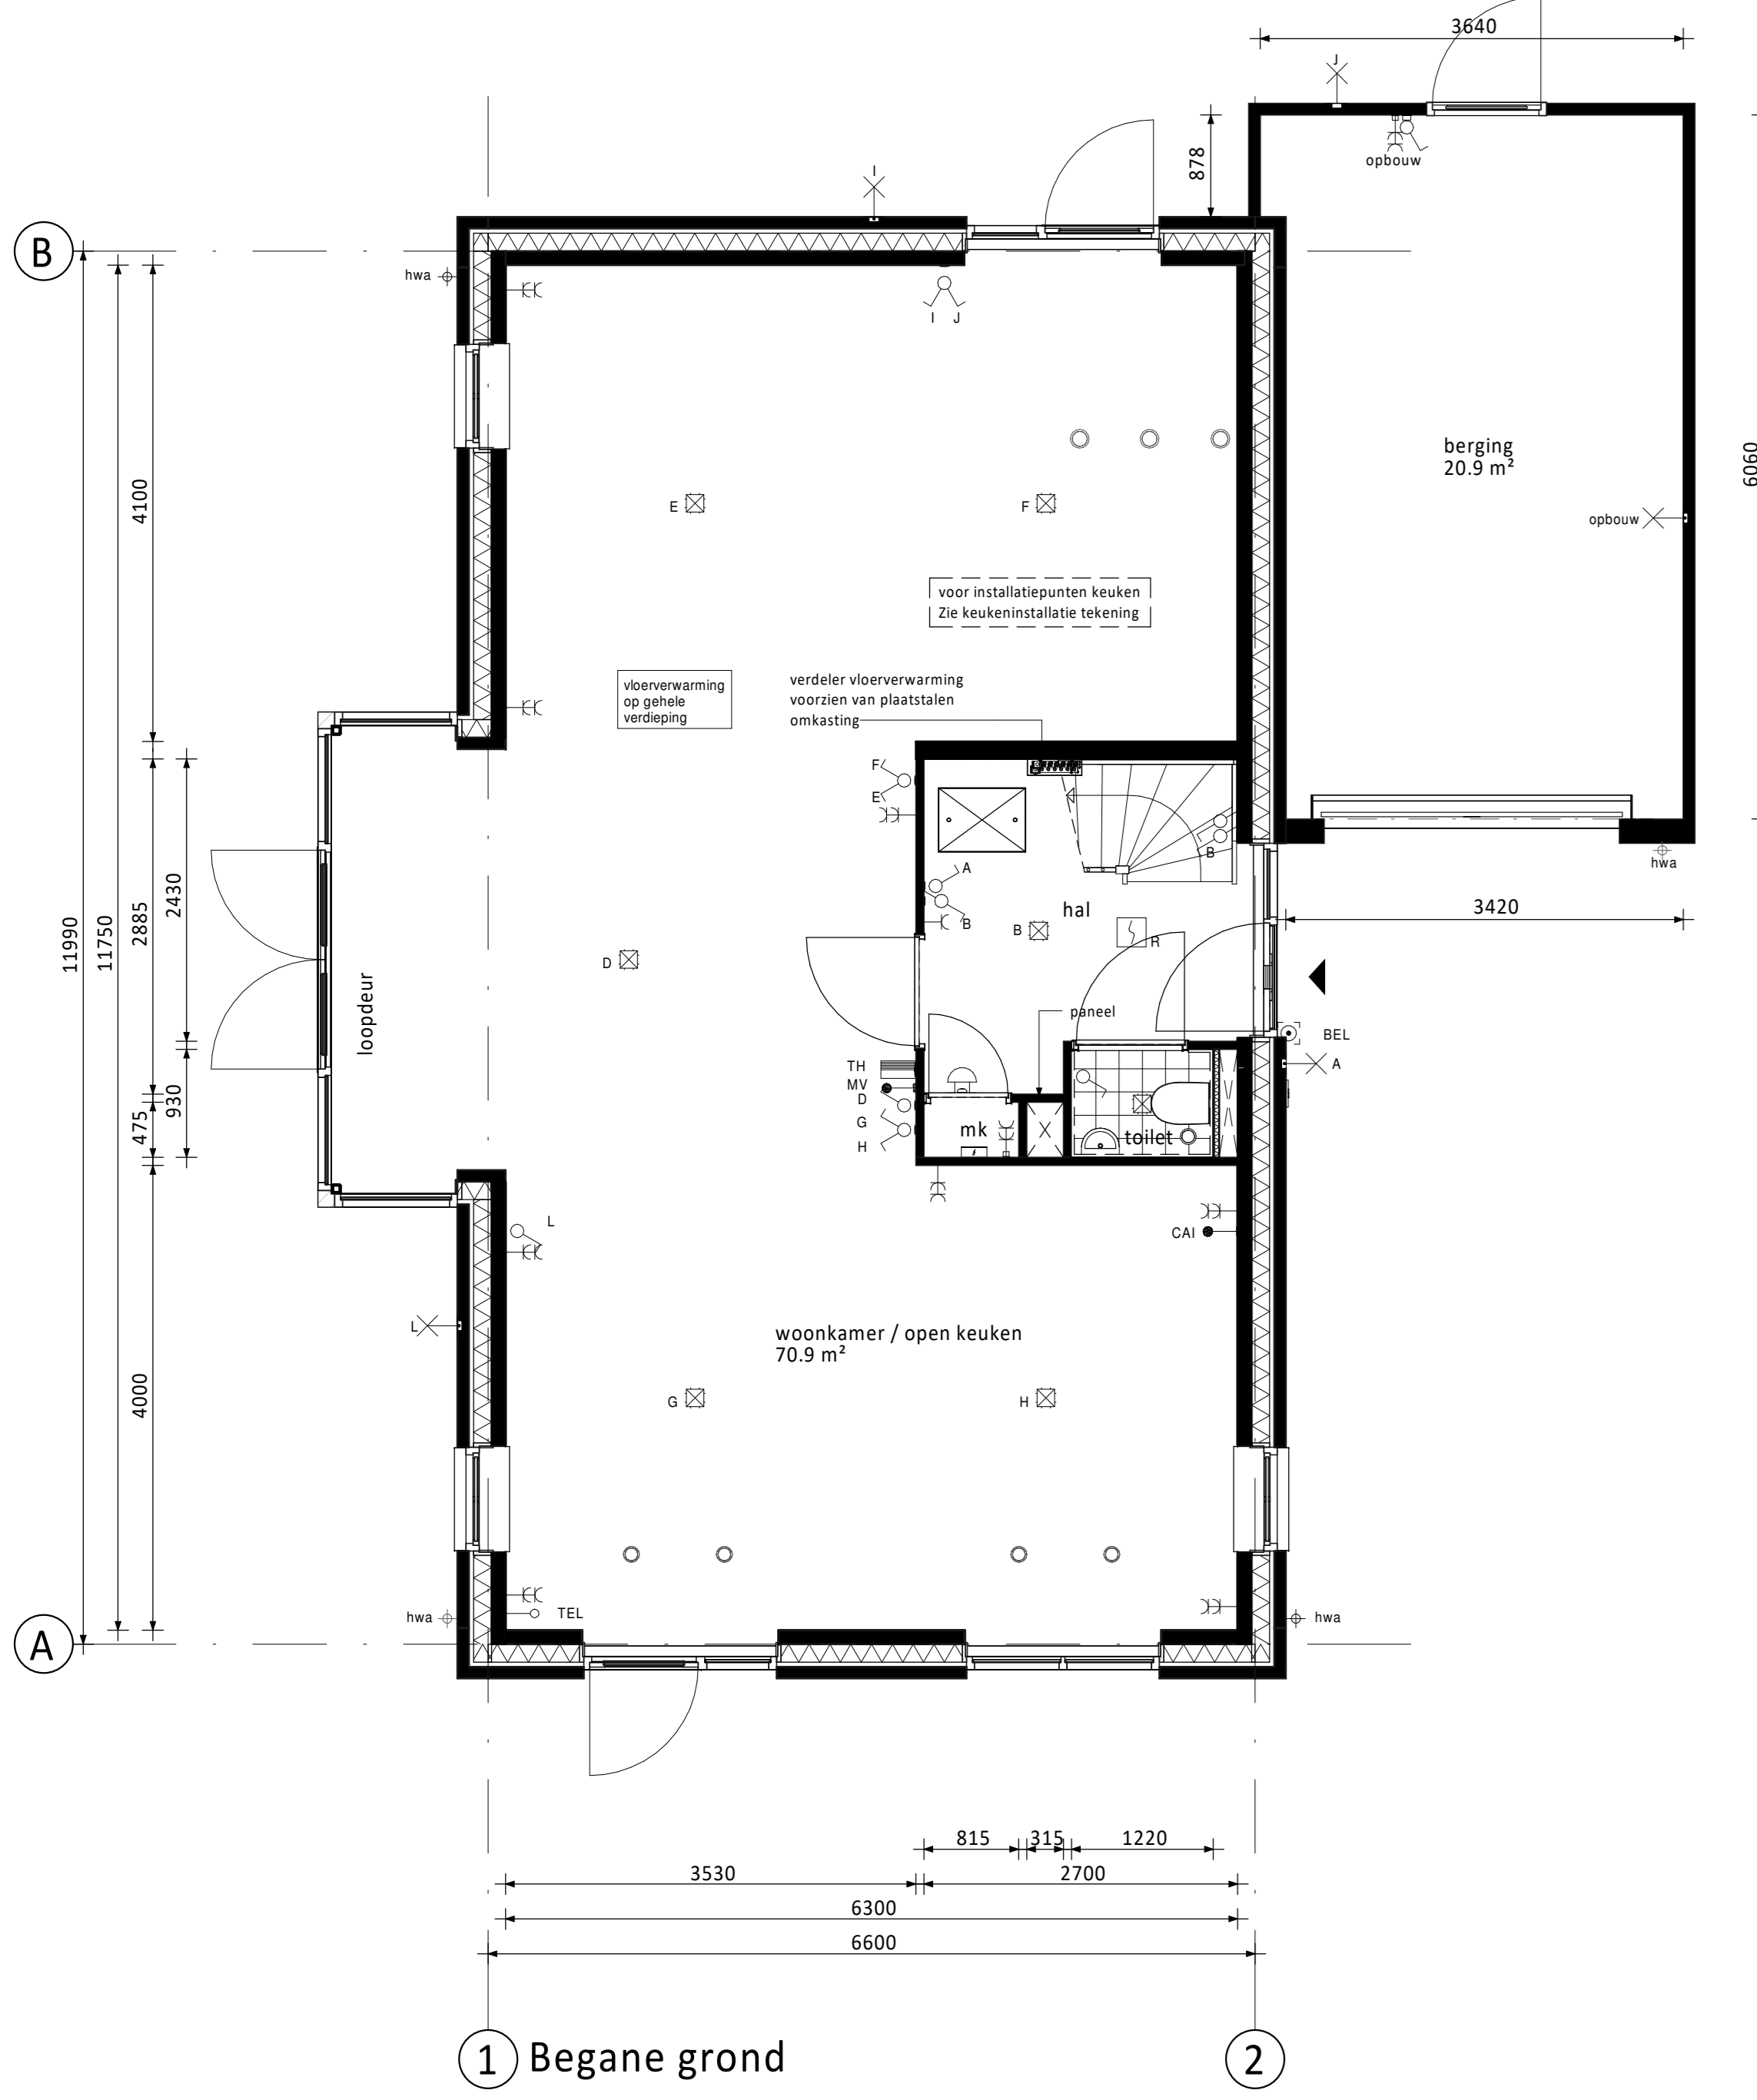 3640
J
opbouw
878
I
B
hwa
I J
berging
20.9 m²
6060
4100
E
F
opbouw
voor installatiepunten keuken
Zie keukeninstallatie tekening
vloerverwarming
op gehele
verdieping
verdeler vloerverwarming
voorzien van plaatstalen
omkasting
F
E
B
hwa
A
B
hal
B
R
3420
2430
2885
11750
11990
D
loopdeur
paneel
BEL
A
TH
MV
D
G
H
930
475
mk
toilet
L
CAI
L
woonkamer / open keuken
70.9 m²
4000
G
H
TEL
hwa
hwa
A
815
315
1220
3530
2700
6300
6600
1
Begane grond
2